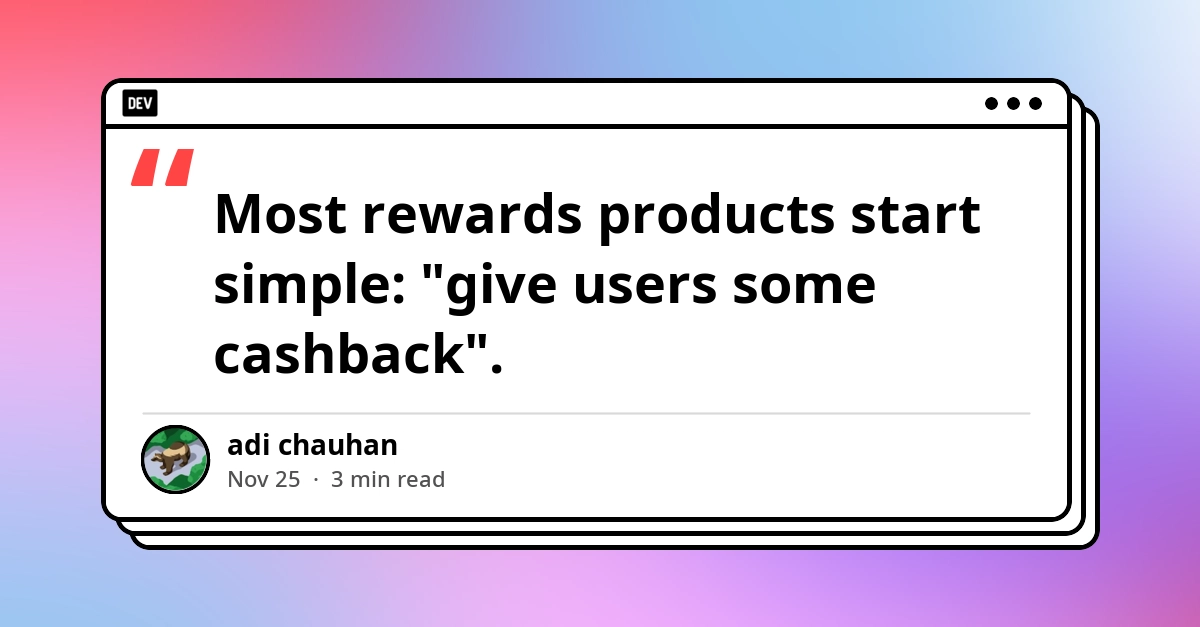 DEV
“
Most rewards products start
simple: "give users some
cashback".
adi chauhan
Nov 25 · 3 min read